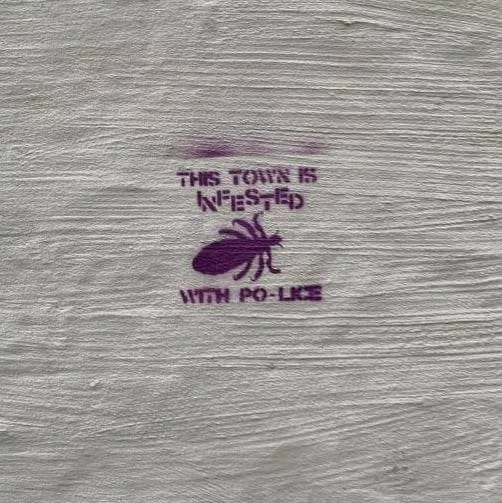 THIS TOWN IS
INFESTED
WITH PO-LICE